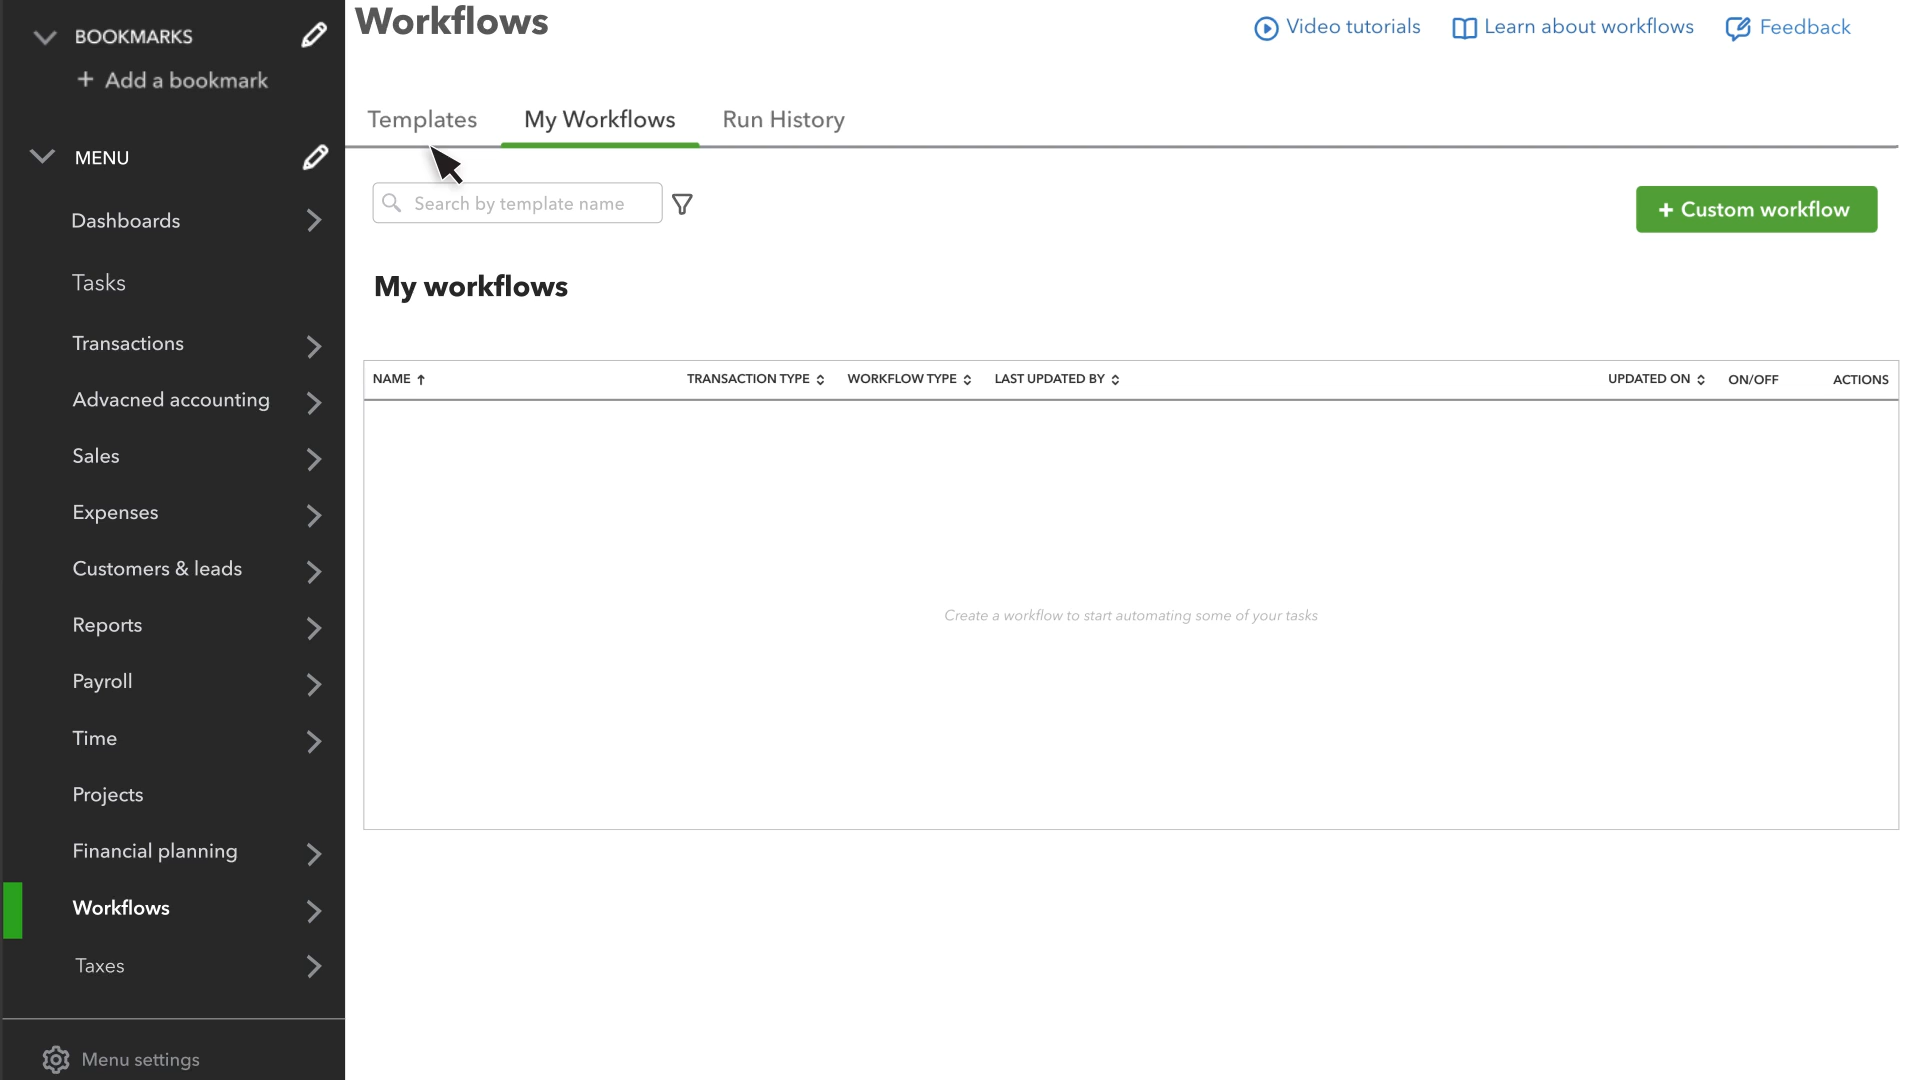 BOOKMARKS
+ Add a bookmark
MENU
Dashboards
Tasks
Transactions
Advacned accounting
Sales
Expenses
Customers & leads
Reports
Payroll
Time
Projects
Financial planning
Workflows
Taxes
Menu settings
Workflows
Video tutorials Learn about workflows Feedback
Templates My Workflows Run History
Search by template name
+ Custom workflow
My workflows
NAME TRANSACTION TYPE WORKFLOW TYPE LAST UPDATED BY UPDATED ON ON/OFF ACTIONS
Create a workflow to start automating some of your tasks